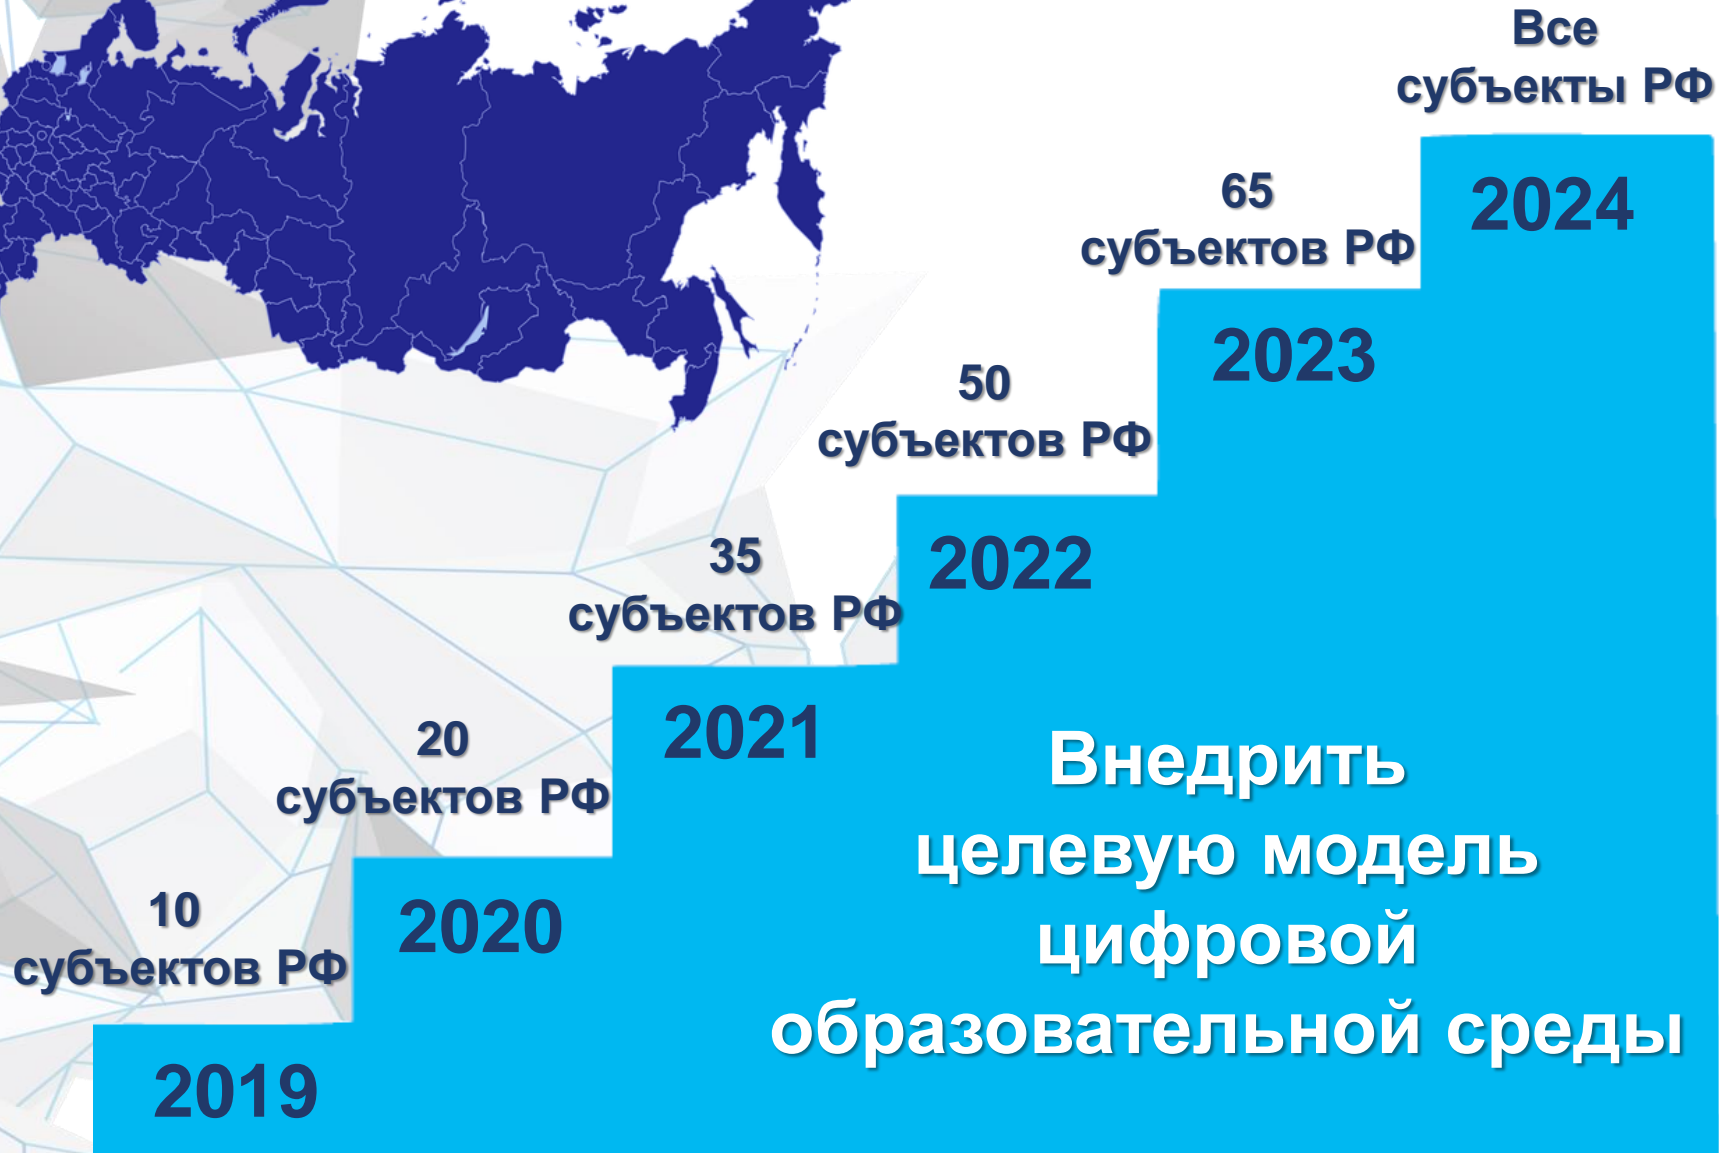 Все
субъекты РФ
2024
65
субъектов РФ
2023
50
субъектов РФ
2022
35
субъектов РФ
2021
20
субъектов РФ
2020
10
субъектов РФ
2019
Внедрить
целевую модель
цифровой
образовательной среды